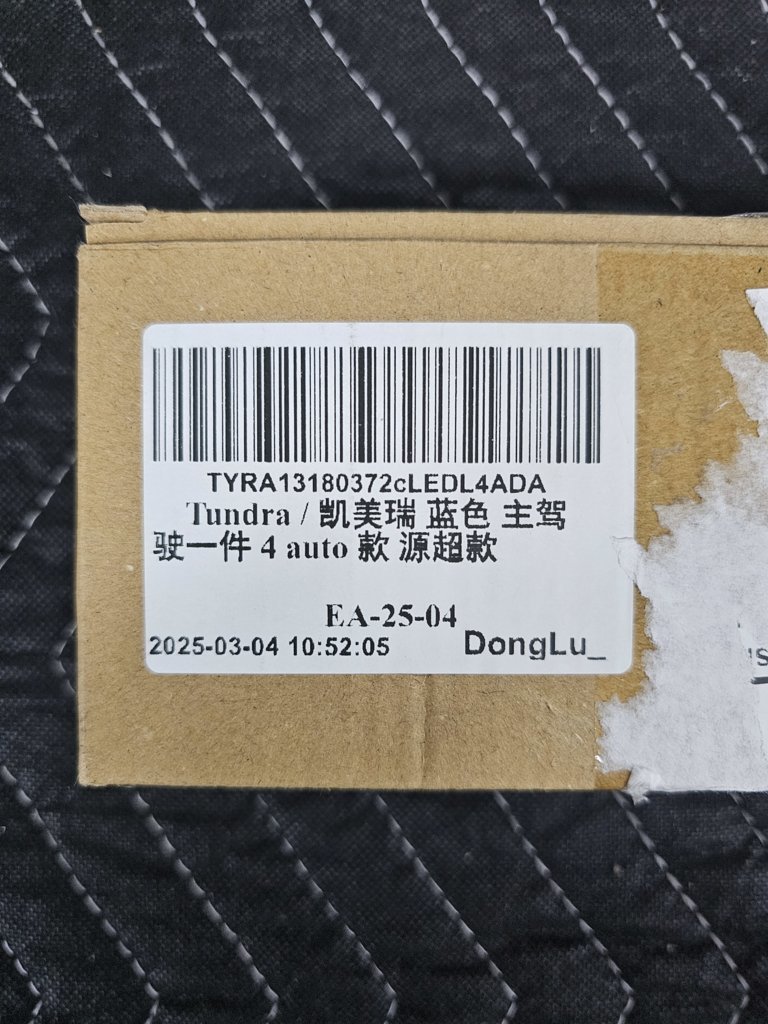 TYRA13180372cLEDL4ADA
Tundra / 凯美瑞 蓝色 主驾
驶一件 4 auto 款 源超款
EA-25-04
2025-03-04 10:52:05 DongLu_